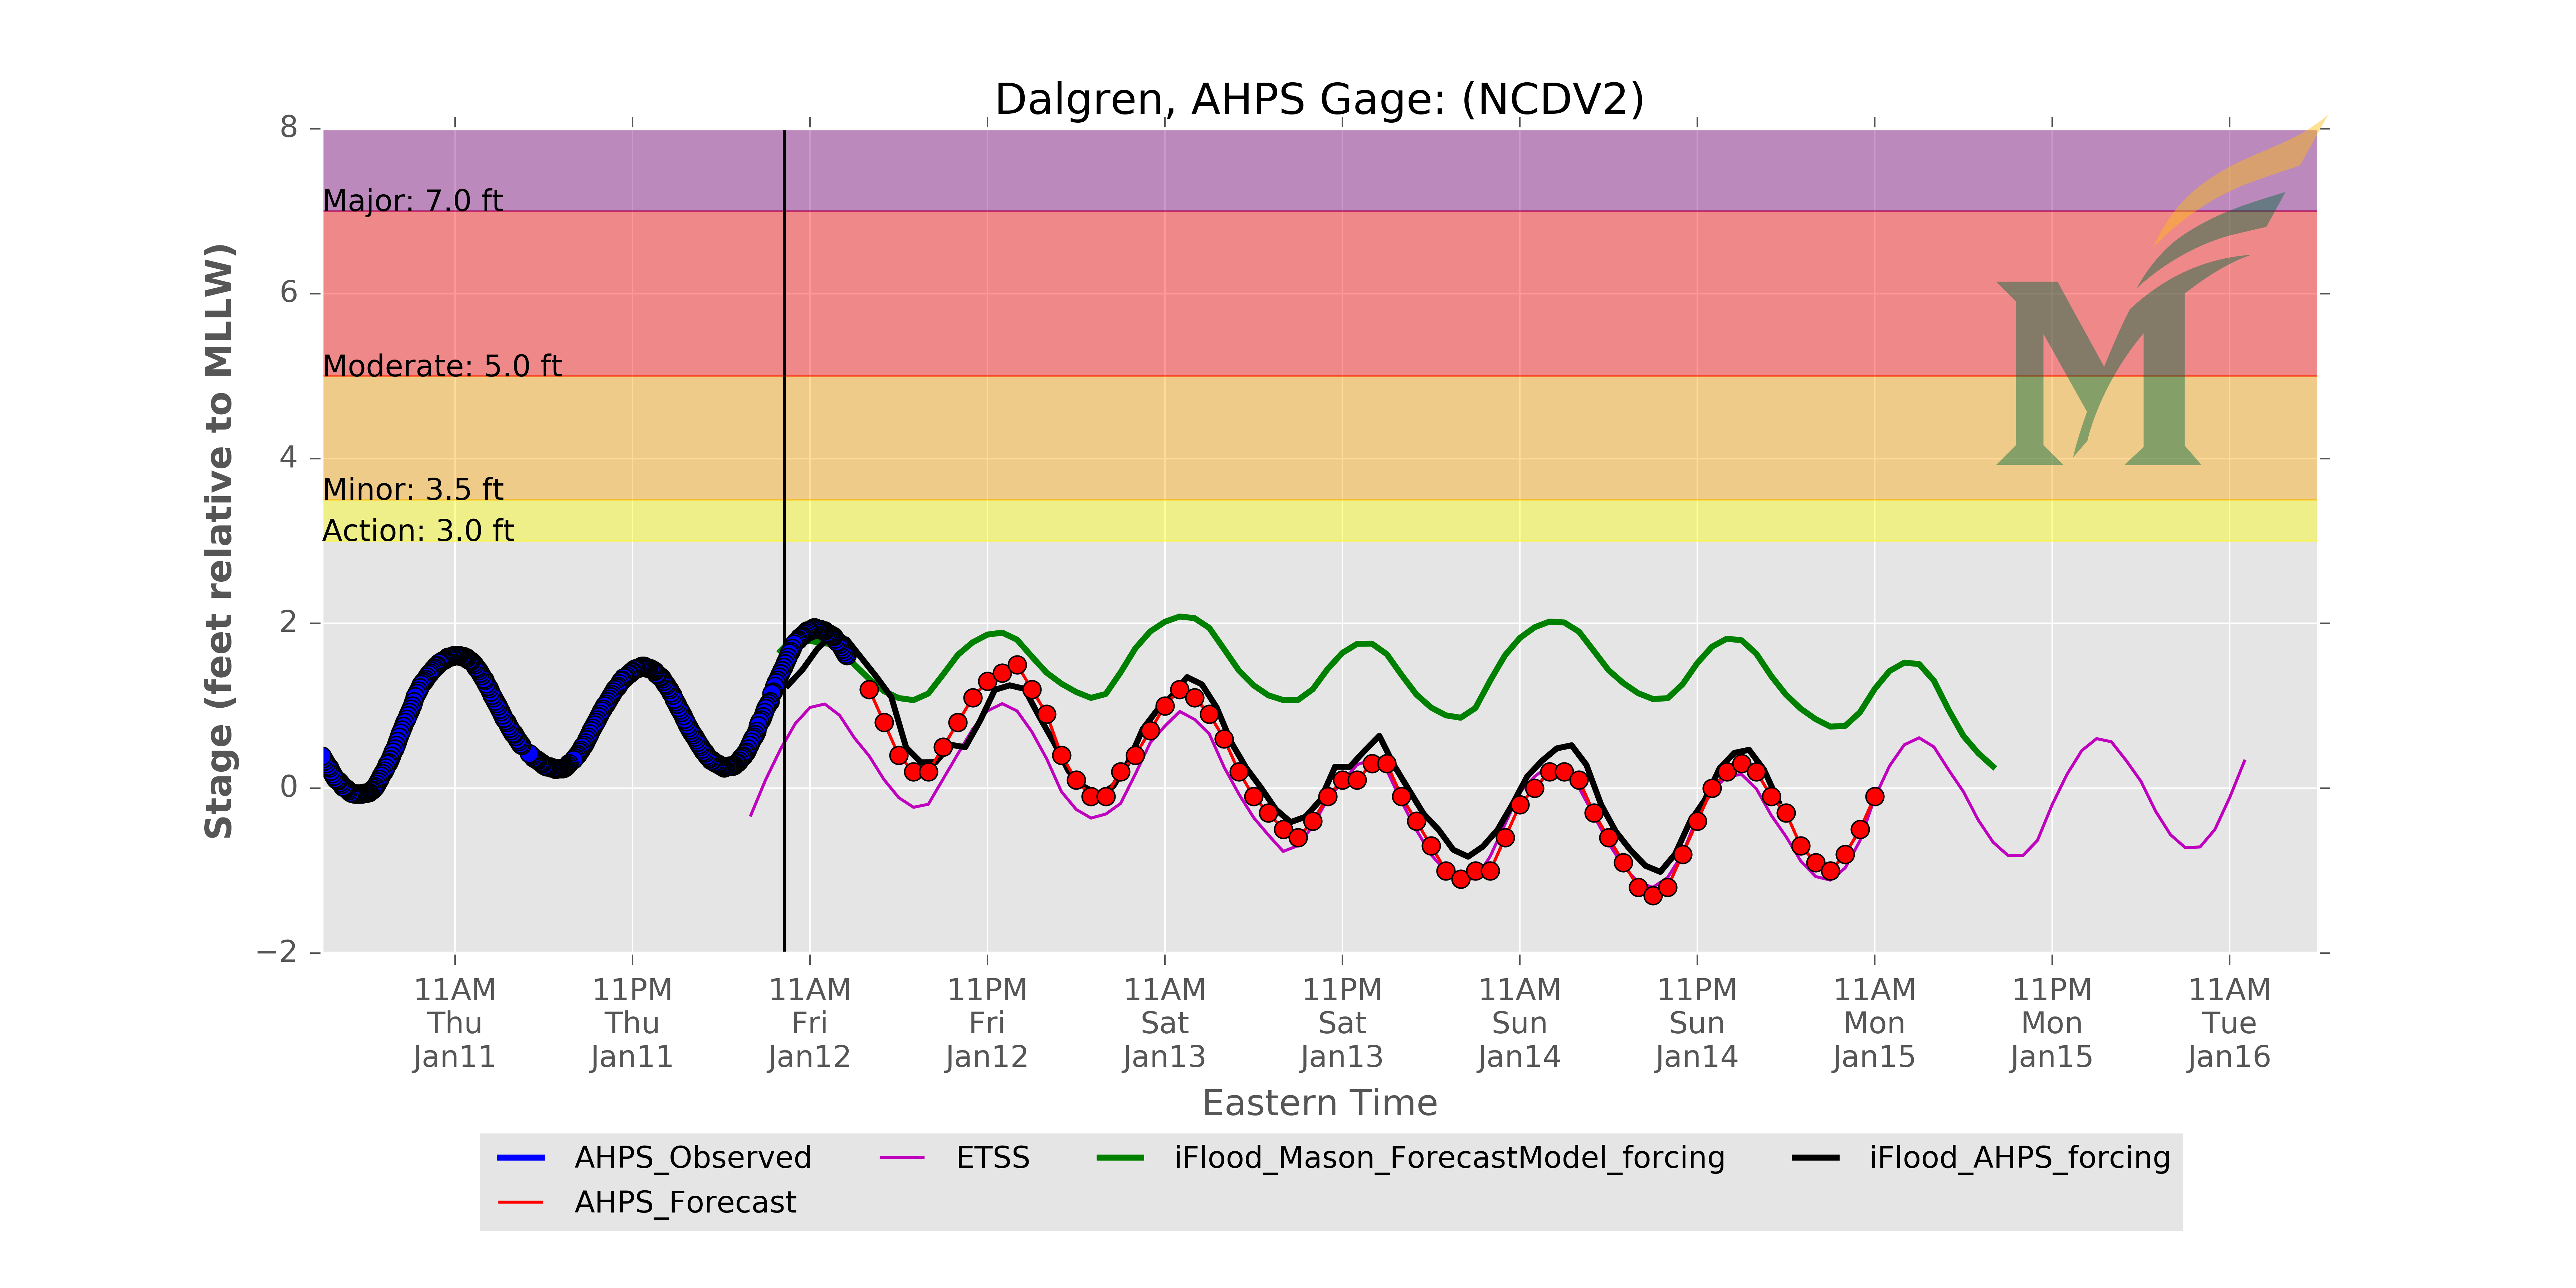 Dalgren, AHPS Gage: (NCDV2)
Stage (feet relative to MLLW)
8
6
4
2
0
−2
Major: 7.0 ft
Moderate: 5.0 ft
Minor: 3.5 ft
Action: 3.0 ft
11AM 11PM 11AM 11PM 11AM 11PM 11AM 11PM 11AM 11PM 11AM
Thu Thu Fri Fri Sat Sat Sun Sun Mon Mon Tue
Jan11 Jan11 Jan12 Jan12 Jan13 Jan13 Jan14 Jan14 Jan15 Jan15 Jan16
Eastern Time
AHPS_Observed ETSS iFlood_Mason_ForecastModel_forcing iFlood_AHPS_forcing
AHPS_Forecast
M